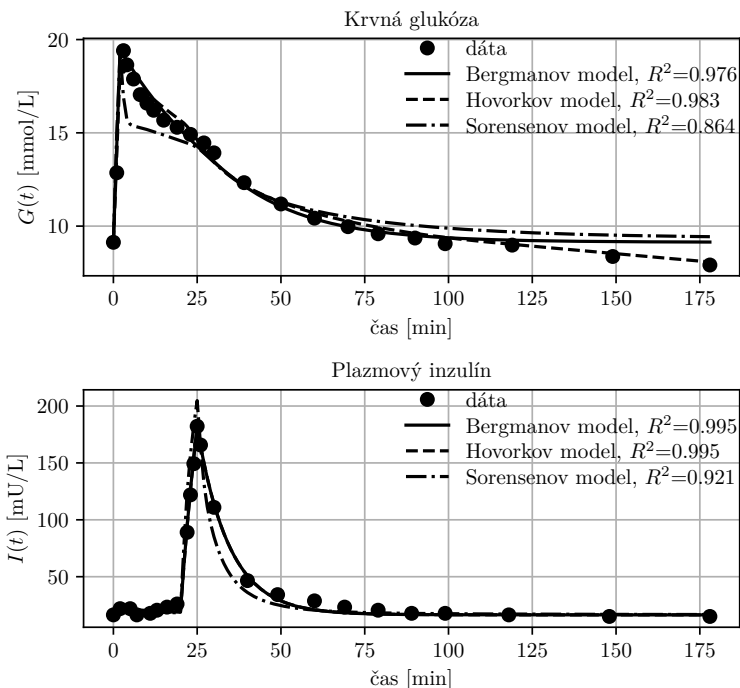 Krvná glukóza
G(t) [mmol/L]
20
15
10
dáta
Bergmanov model, R²=0.976
Hovorkov model, R²=0.983
Sorensenov model, R²=0.864
0 25 50 75 100 125 150 175
čas [min]
Plazmový inzulín
I(t) [mU/L]
200
150
100
50
dáta
Bergmanov model, R²=0.995
Hovorkov model, R²=0.995
Sorensenov model, R²=0.921
0 25 50 75 100 125 150 175
čas [min]